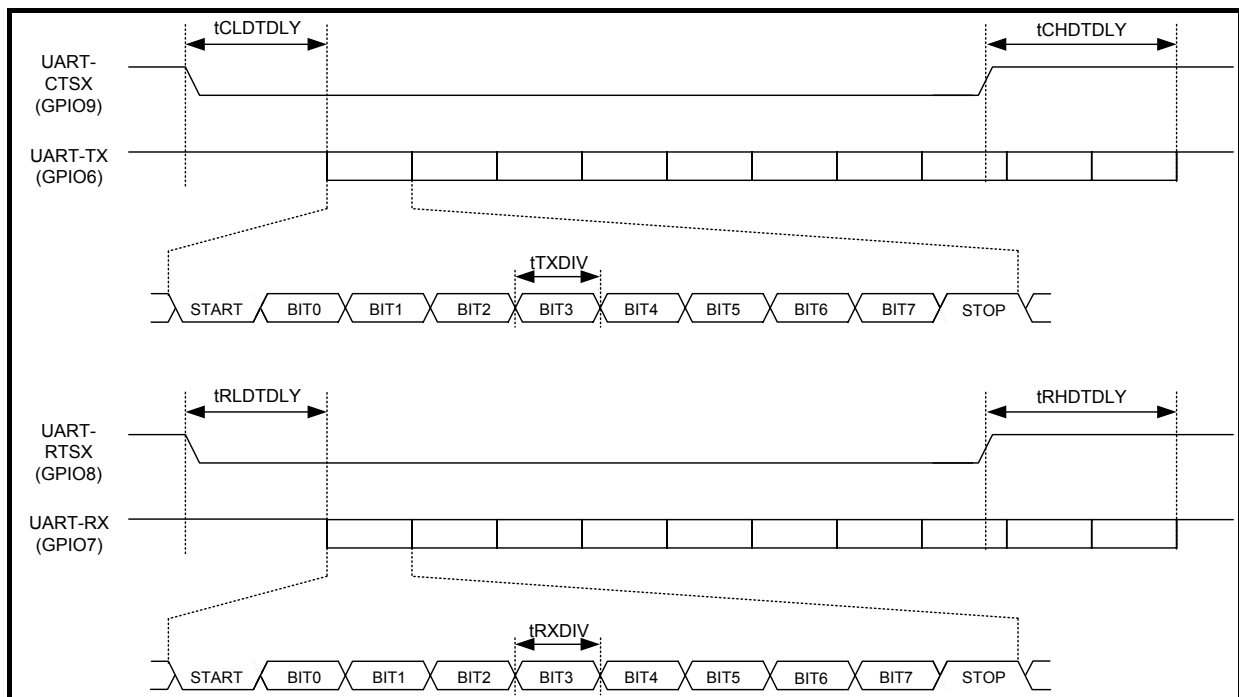 tCLDTDLY
tCHDTDLY
UART-
CTSX
(GPIO9)
UART-TX
(GPIO6)
tTXDIV
START BIT0 BIT1 BIT2 BIT3 BIT4 BIT5 BIT6 BIT7 STOP
tRLDTDLY
tRHDTDLY
UART-
RTSX
(GPIO8)
UART-RX
(GPIO7)
tRXDIV
START BIT0 BIT1 BIT2 BIT3 BIT4 BIT5 BIT6 BIT7 STOP